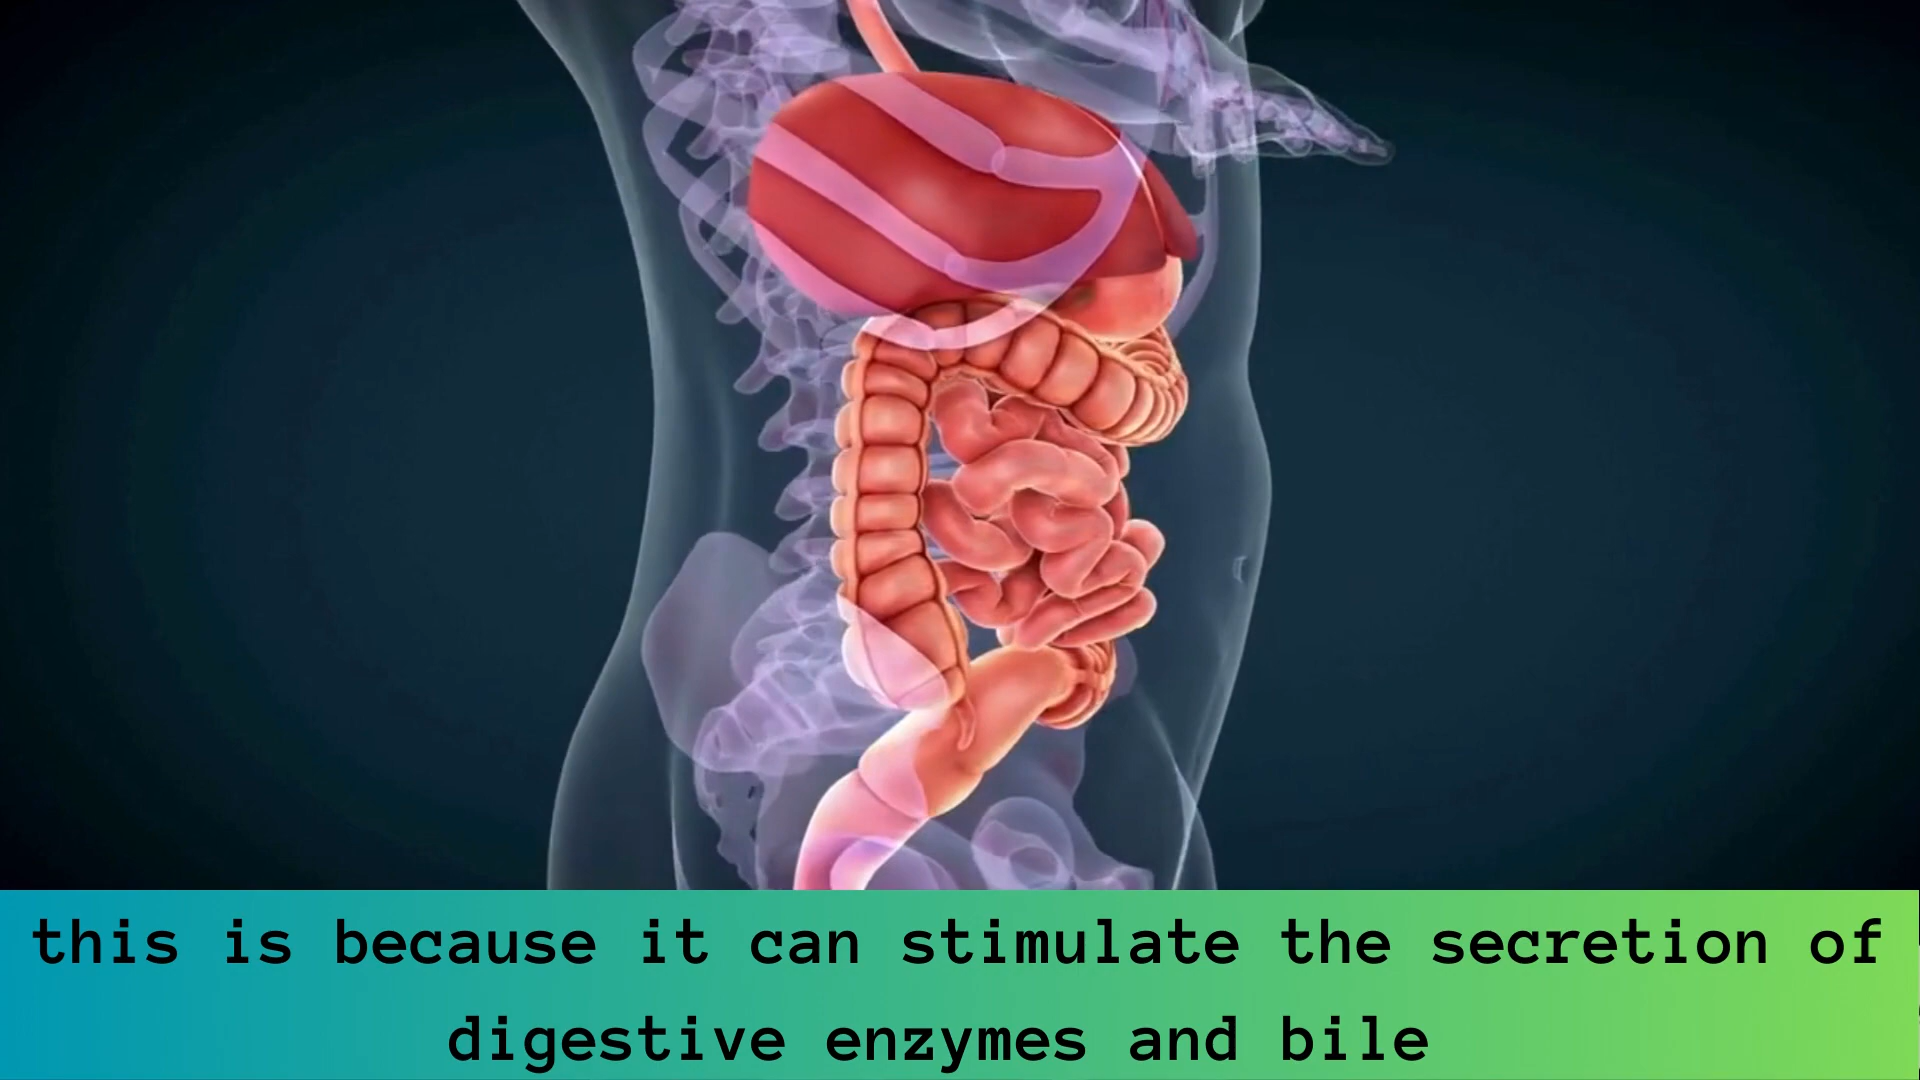 this is because it can stimulate the secretion of
digestive enzymes and bile